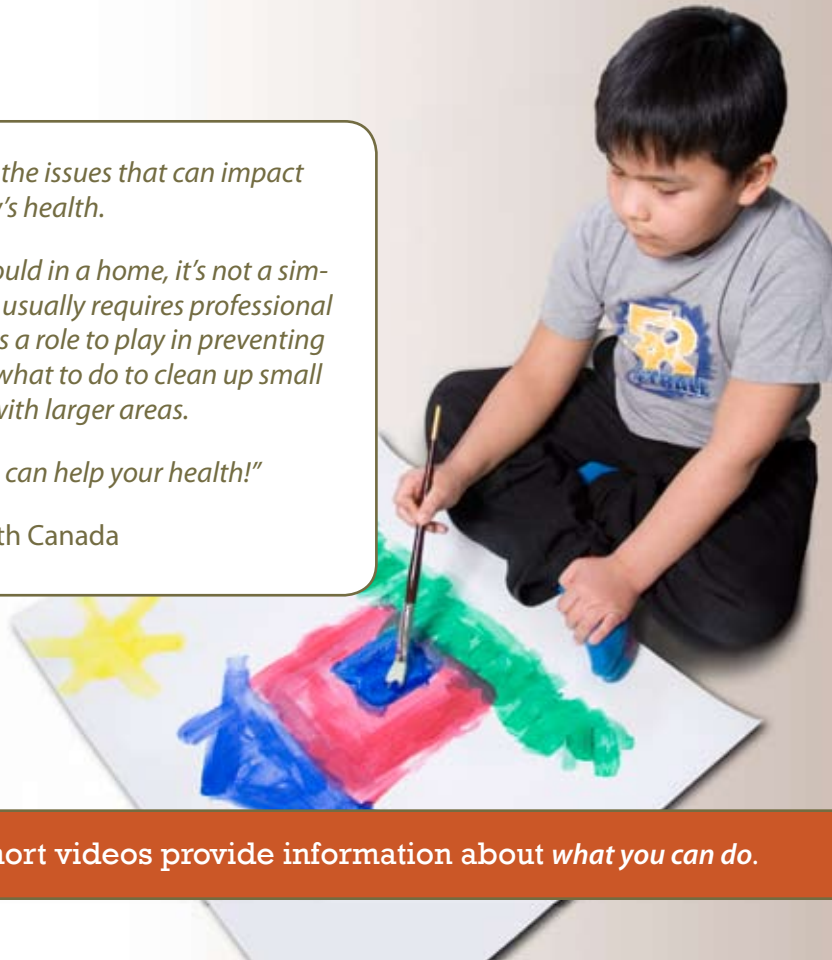 the issues that can impact
’s health.
ould in a home, it’s not a sim-
usually requires professional
s a role to play in preventing
what to do to clean up small
with larger areas.
can help your health!”
th Canada
hort videos provide information about what you can do.